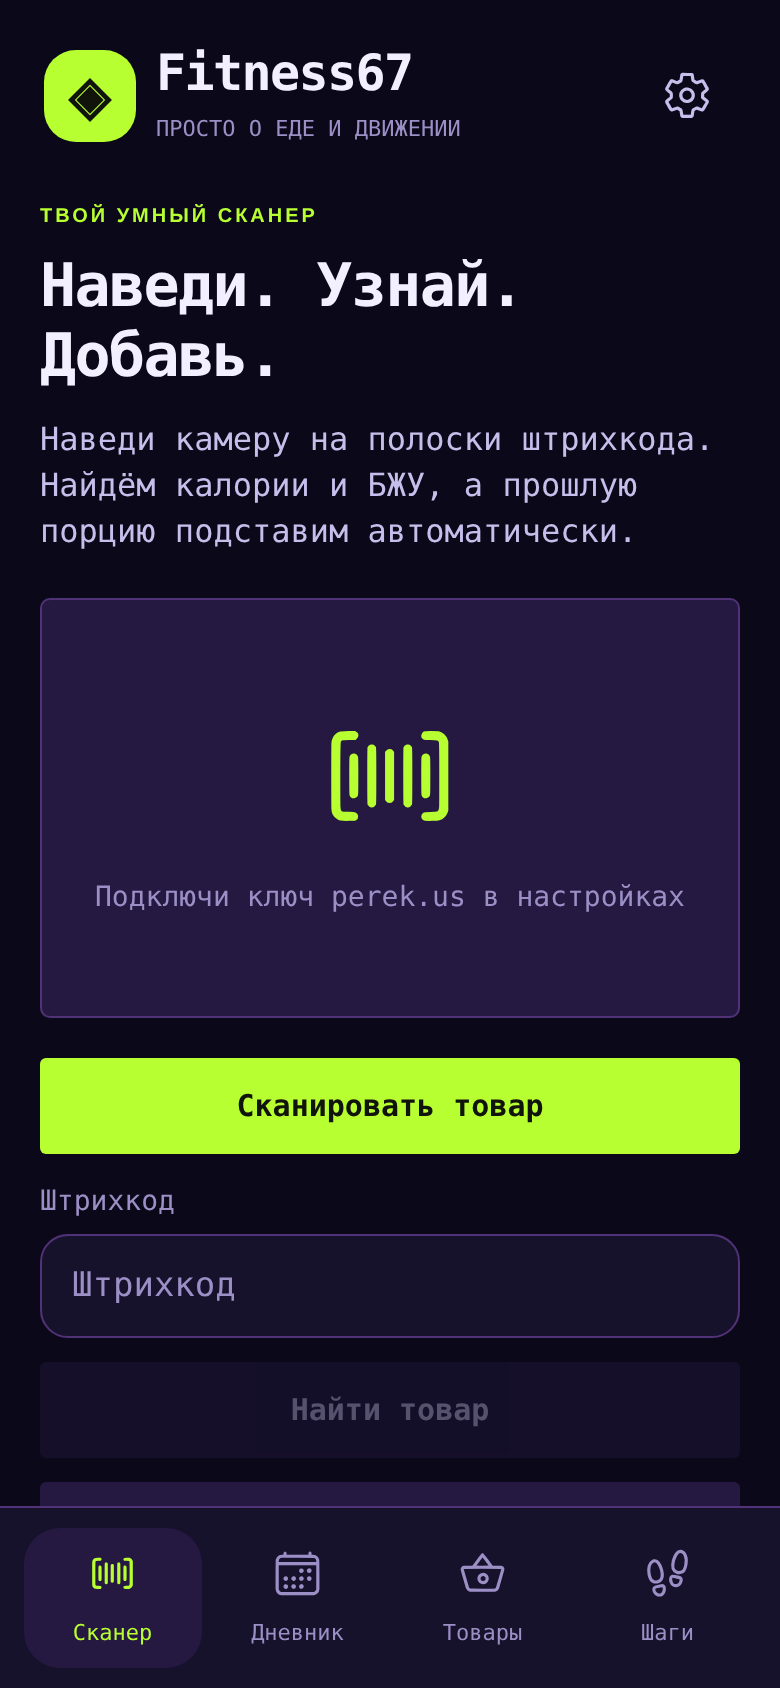 Fitness67
ПРОСТО О ЕДЕ И ДВИЖЕНИИ
ТВОЙ УМНЫЙ СКАНЕР
Наведи. Узнай.
Добавь.
Наведи камеру на полоски штрихкода.
Найдём калории и БЖУ, а прошлую
порцию подставим автоматически.
Подключи ключ perek.us в настройках
Сканировать товар
Штрихкод
Штрихкод
Найти товар
Сканер
Дневник
Товары
Шаги